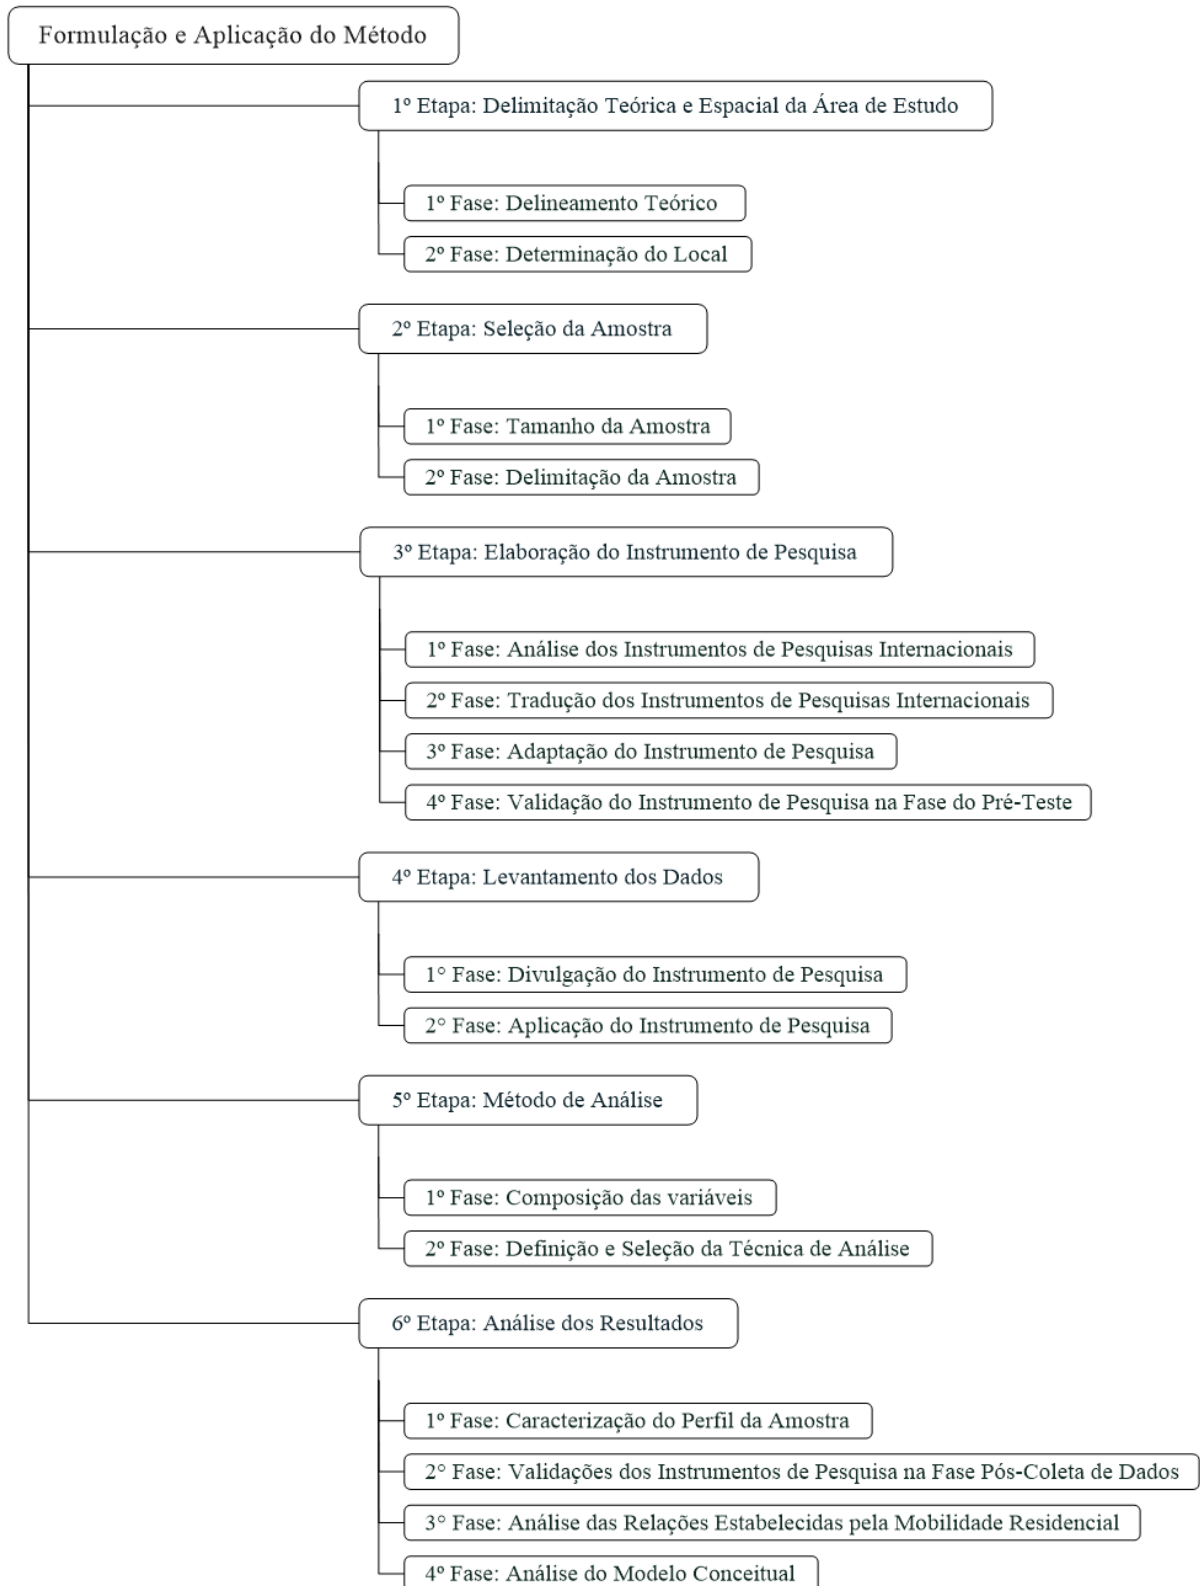 Formulação e Aplicação do Método
1º Etapa: Delimitação Teórica e Espacial da Área de Estudo
1º Fase: Delineamento Teórico
2º Fase: Determinação do Local
2º Etapa: Seleção da Amostra
1º Fase: Tamanho da Amostra
2º Fase: Delimitação da Amostra
3º Etapa: Elaboração do Instrumento de Pesquisa
1º Fase: Análise dos Instrumentos de Pesquisas Internacionais
2º Fase: Tradução dos Instrumentos de Pesquisas Internacionais
3º Fase: Adaptação do Instrumento de Pesquisa
4º Fase: Validação do Instrumento de Pesquisa na Fase do Pré-Teste
4º Etapa: Levantamento dos Dados
1° Fase: Divulgação do Instrumento de Pesquisa
2° Fase: Aplicação do Instrumento de Pesquisa
5º Etapa: Método de Análise
1º Fase: Composição das variáveis
2º Fase: Definição e Seleção da Técnica de Análise
6º Etapa: Análise dos Resultados
1º Fase: Caracterização do Perfil da Amostra
2° Fase: Validações dos Instrumentos de Pesquisa na Fase Pós-Coleta de Dados
3° Fase: Análise das Relações Estabelecidas pela Mobilidade Residencial
4º Fase: Análise do Modelo Conceitual